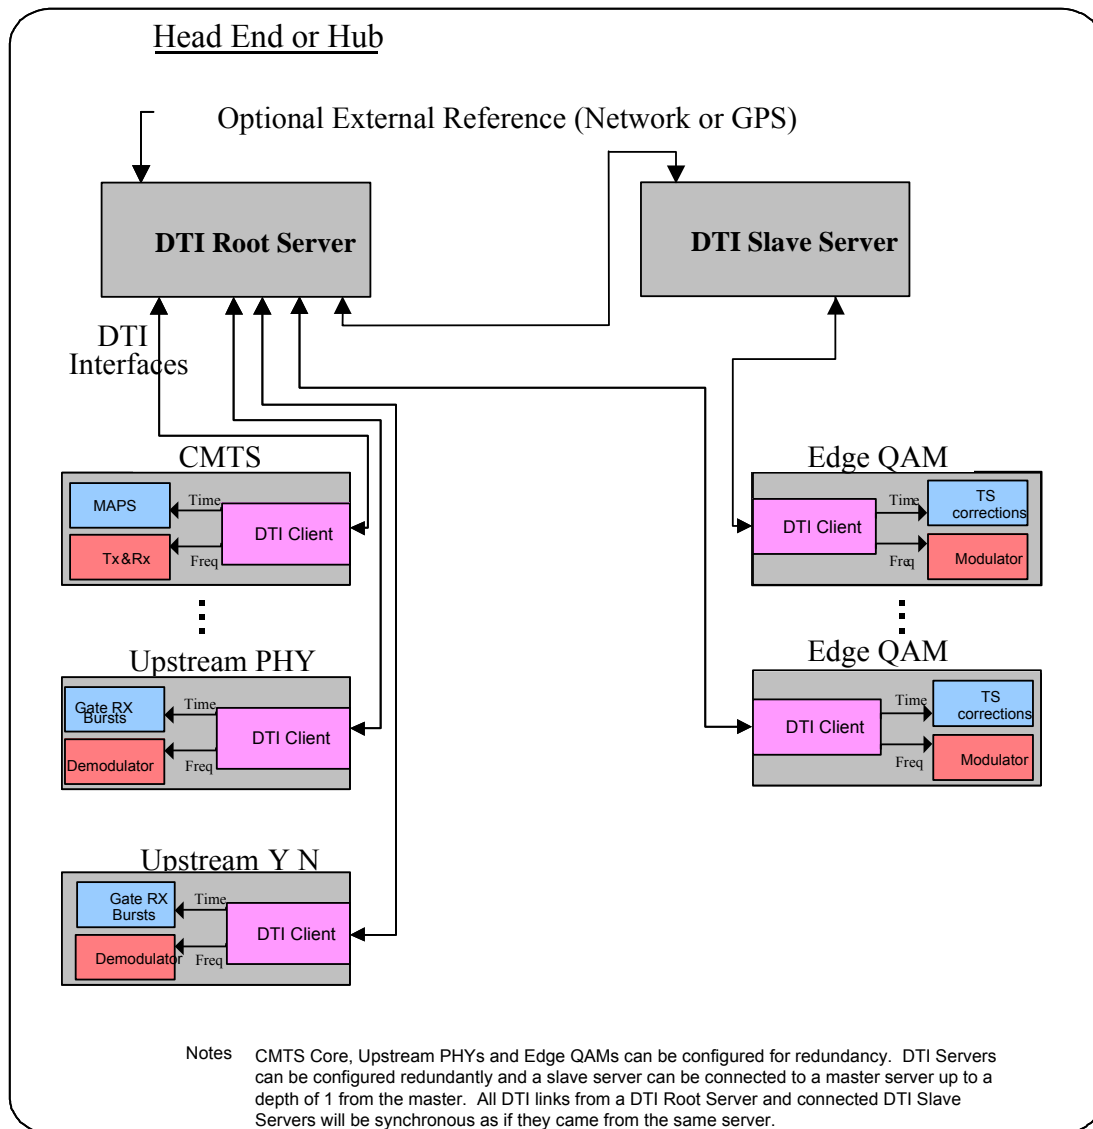 Head End or Hub
Optional External Reference (Network or GPS)
DTI Root Server
DTI Slave Server
DTI
Interfaces
CMTS
MAPS
Time
Tx&Rx
Freq
DTI Client
Edge QAM
DTI Client
Time
Freq
TS
corrections
Modulator
Upstream PHY
Gate RX
Bursts
Time
Demodulator
Freq
DTI Client
Edge QAM
DTI Client
Time
Freq
TS
corrections
Modulator
Upstream Y N
Gate RX
Bursts
Time
Demodulator
Freq
DTI Client
Notes CMTS Core, Upstream PHYs and Edge QAMs can be configured for redundancy. DTI Servers
can be configured redundantly and a slave server can be connected to a master server up to a
depth of 1 from the master. All DTI links from a DTI Root Server and connected DTI Slave
Servers will be synchronous as if they came from the same server.